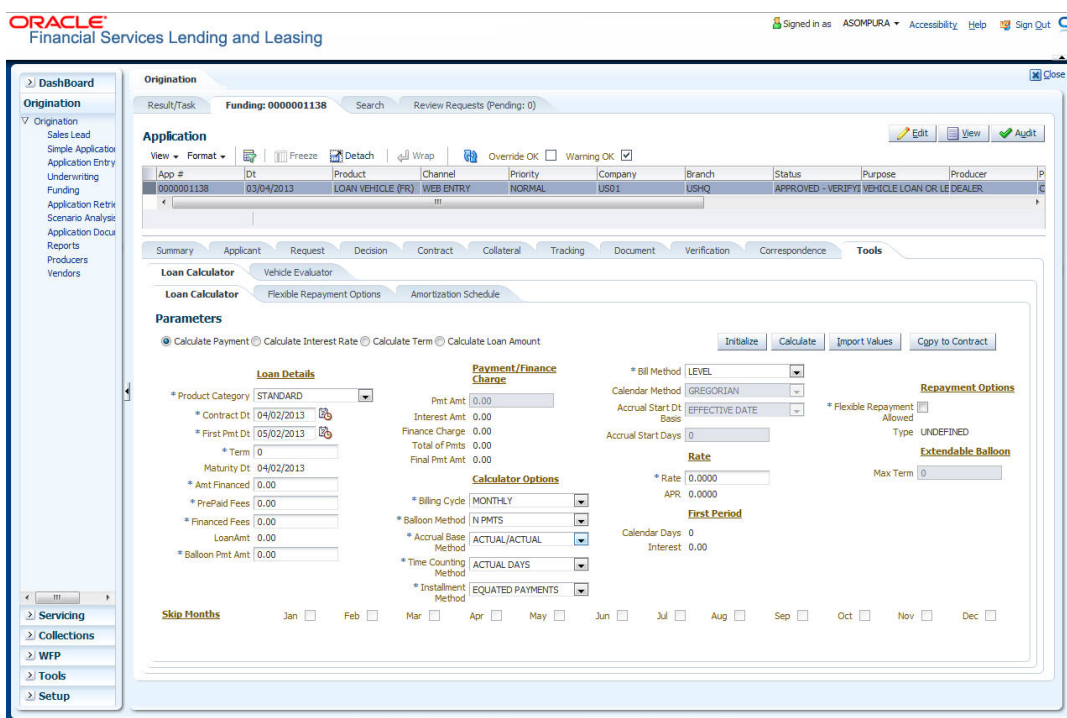 ORACLE®
Financial Services Lending and Leasing
Signed in as ASOMPURA Accessibility Help Sign Out
Close
DashBoard
Origination
Origination
Sales Lead
Simple Application
Application Entry
Underwriting
Funding
Application Retrie
Scenario Analysis
Application Docu
Reports
Producers
Vendors
Servicing
Collections
WFP
Tools
Setup
Origination
Result/Task Funding: 0000001138 Search Review Requests (Pending: 0)
Application
Edit View Audit
View Format Freeze Detach Wrap Override OK Warning OK
App # Dt Product Channel Priority Company Branch Status Purpose Producer P
0000001138 03/04/2013 LOAN VEHICLE (FR) WEB ENTRY NORMAL US01 USHQ APPROVED - VERIFYI VEHICLE LOAN OR LE DEALER C
Summary Applicant Request Decision Contract Collateral Tracking Document Verification Correspondence Tools
Loan Calculator Vehicle Evaluator
Loan Calculator Flexible Repayment Options Amortization Schedule
Parameters
Calculate Payment Calculate Interest Rate Calculate Term Calculate Loan Amount
Initialize Calculate Import Values Copy to Contract
Loan Details
* Product Category STANDARD
* Contract Dt 04/02/2013
* First Pmt Dt 05/02/2013
* Term 0
Maturity Dt 04/02/2013
* Amt Financed 0.00
* PrePaid Fees 0.00
* Financed Fees 0.00
LoanAmt 0.00
* Balloon Pmt Amt 0.00
Payment/Finance Charge
Pmt Amt 0.00
Interest Amt 0.00
Finance Charge 0.00
Total of Pmts 0.00
Final Pmt Amt 0.00
Calculator Options
* Billing Cycle MONTHLY
* Balloon Method N PMTS
* Accrual Base Method ACTUAL/ACTUAL
* Time Counting Method ACTUAL DAYS
* Installment Method EQUATED PAYMENTS
* Bill Method LEVEL
Calendar Method GREGORIAN
Accrual Start Dt Basis EFFECTIVE DATE
Accrual Start Days 0
Rate
* Rate 0.0000
APR 0.0000
First Period
Calendar Days 0
Interest 0.00
Repayment Options
* Flexible Repayment Allowed
Type UNDEFINED
Extendable Balloon
Max Term 0
Skip Months Jan Feb Mar Apr May Jun Jul Aug Sep Oct Nov Dec